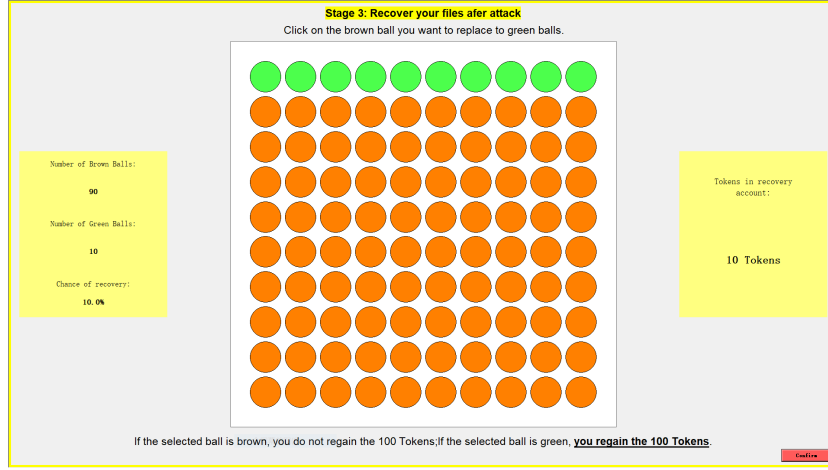 Stage 3: Recover your files afer attack
Click on the brown ball you want to replace to green balls.
Number of Brown Balls:
90
Number of Green Balls:
10
Chance of recovery:
10.0%
Tokens in recovery
account:
10 Tokens
If the selected ball is brown, you do not regain the 100 Tokens;If the selected ball is green, you regain the 100 Tokens.
Confirm